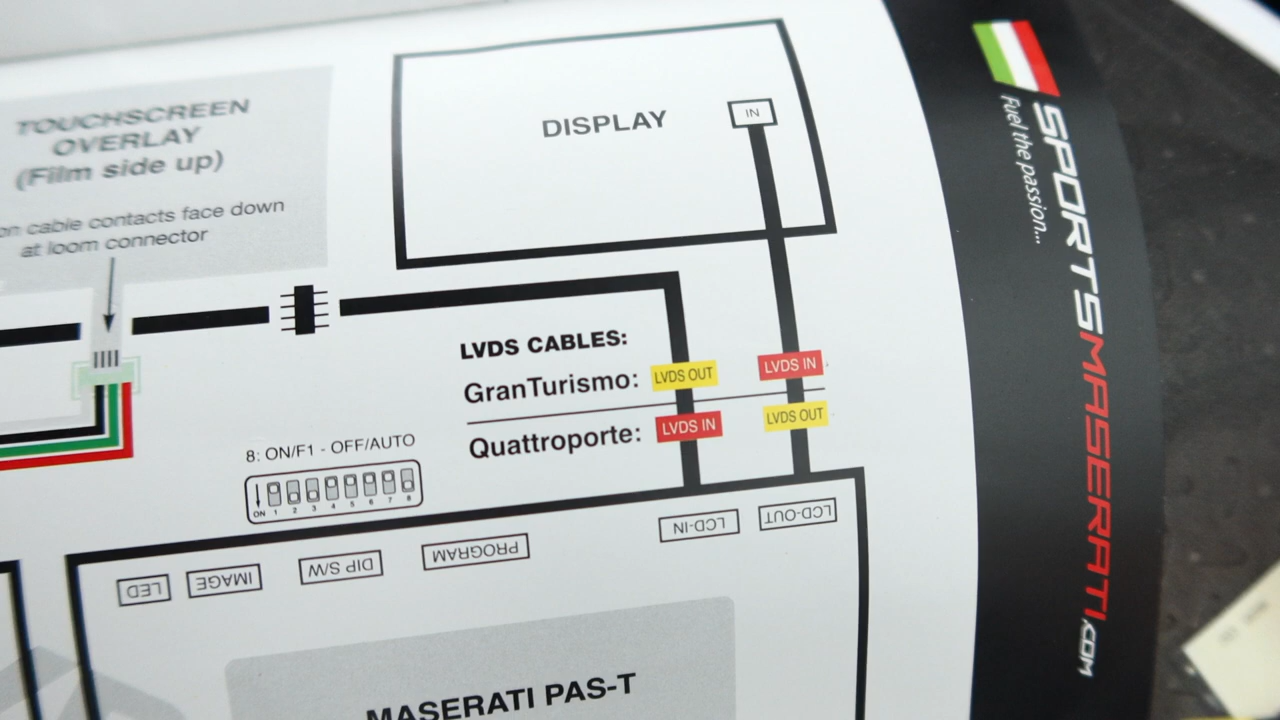 TOUCHSCREEN
OVERLAY
(Film side up)
cable contacts face down
at loom connector
DISPLAY
IN
LVDS CABLES:
GranTurismo:
LVDS OUT
LVDS IN
Quattroporte:
LVDS IN
LVDS OUT
8: ON/F1 - OFF/AUTO
ON 1 2 3 4 5 6 7 8
LED
IMAGE
DIP S/W
PROGRAM
LCD-IN
LCD-OUT
MASERATI PAS-T
SPORTSMASERATI.COM
Fuel the passion...